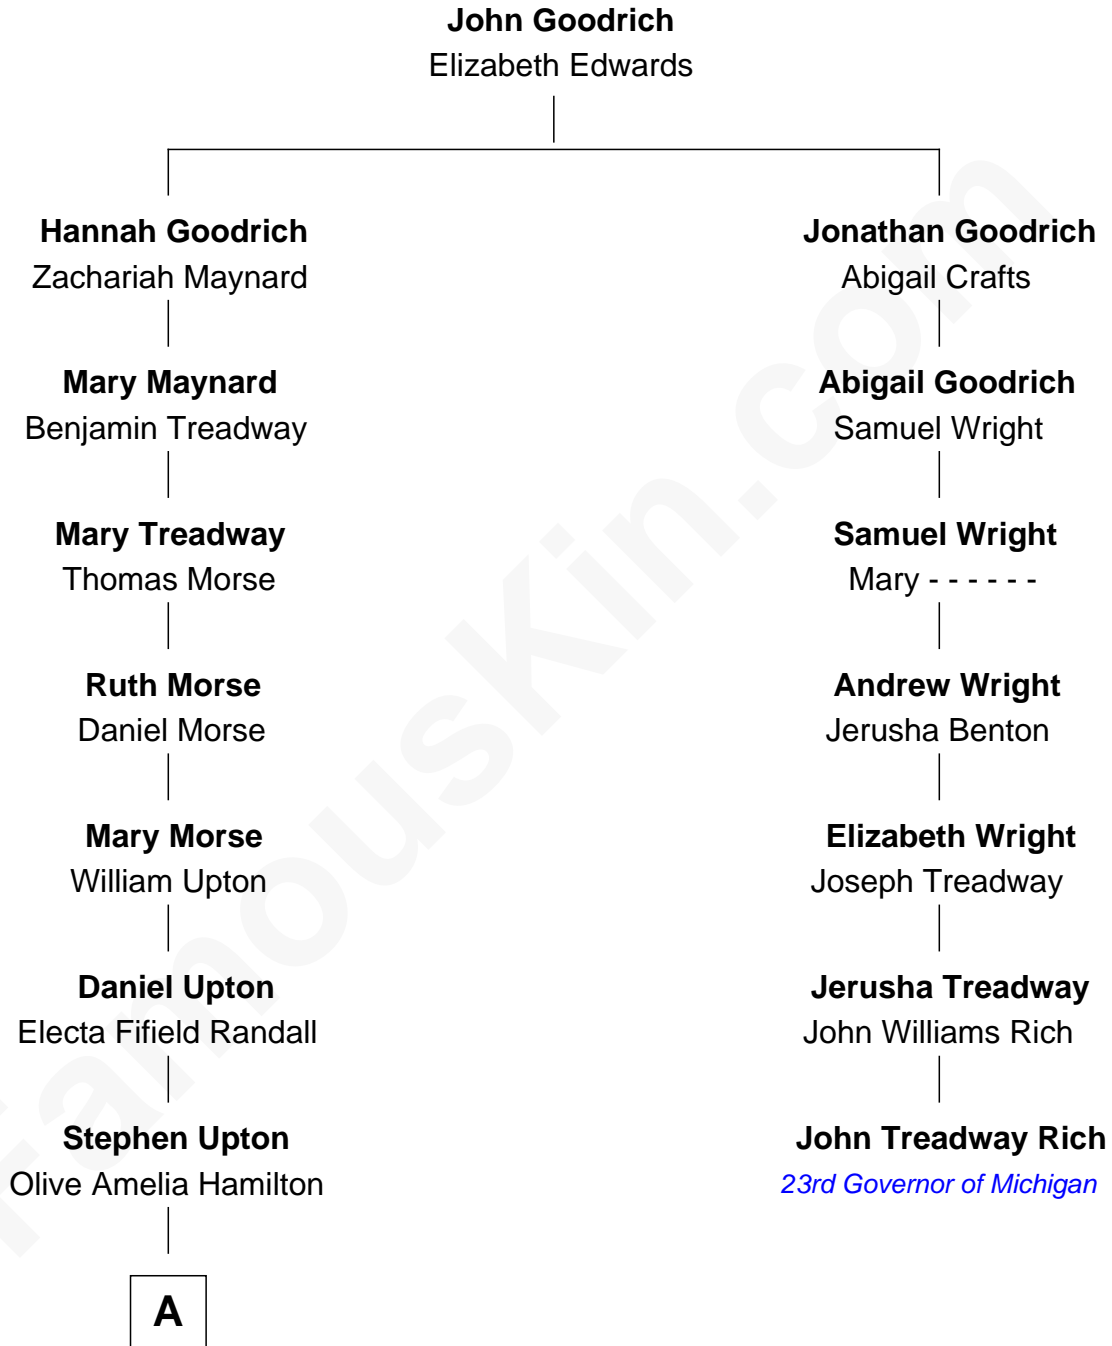 John Goodrich
Elizabeth Edwards
Hannah Goodrich
Zachariah Maynard
Jonathan Goodrich
Abigail Crafts
Mary Maynard
Benjamin Treadway
Abigail Goodrich
Samuel Wright
Mary Treadway
Thomas Morse
Samuel Wright
Mary - - - - - -
Ruth Morse
Daniel Morse
Andrew Wright
Jerusha Benton
Mary Morse
William Upton
Elizabeth Wright
Joseph Treadway
Daniel Upton
Electa Fifield Randall
Jerusha Treadway
John Williams Rich
Stephen Upton
Olive Amelia Hamilton
John Treadway Rich
23rd Governor of Michigan
A
FamousKin.com